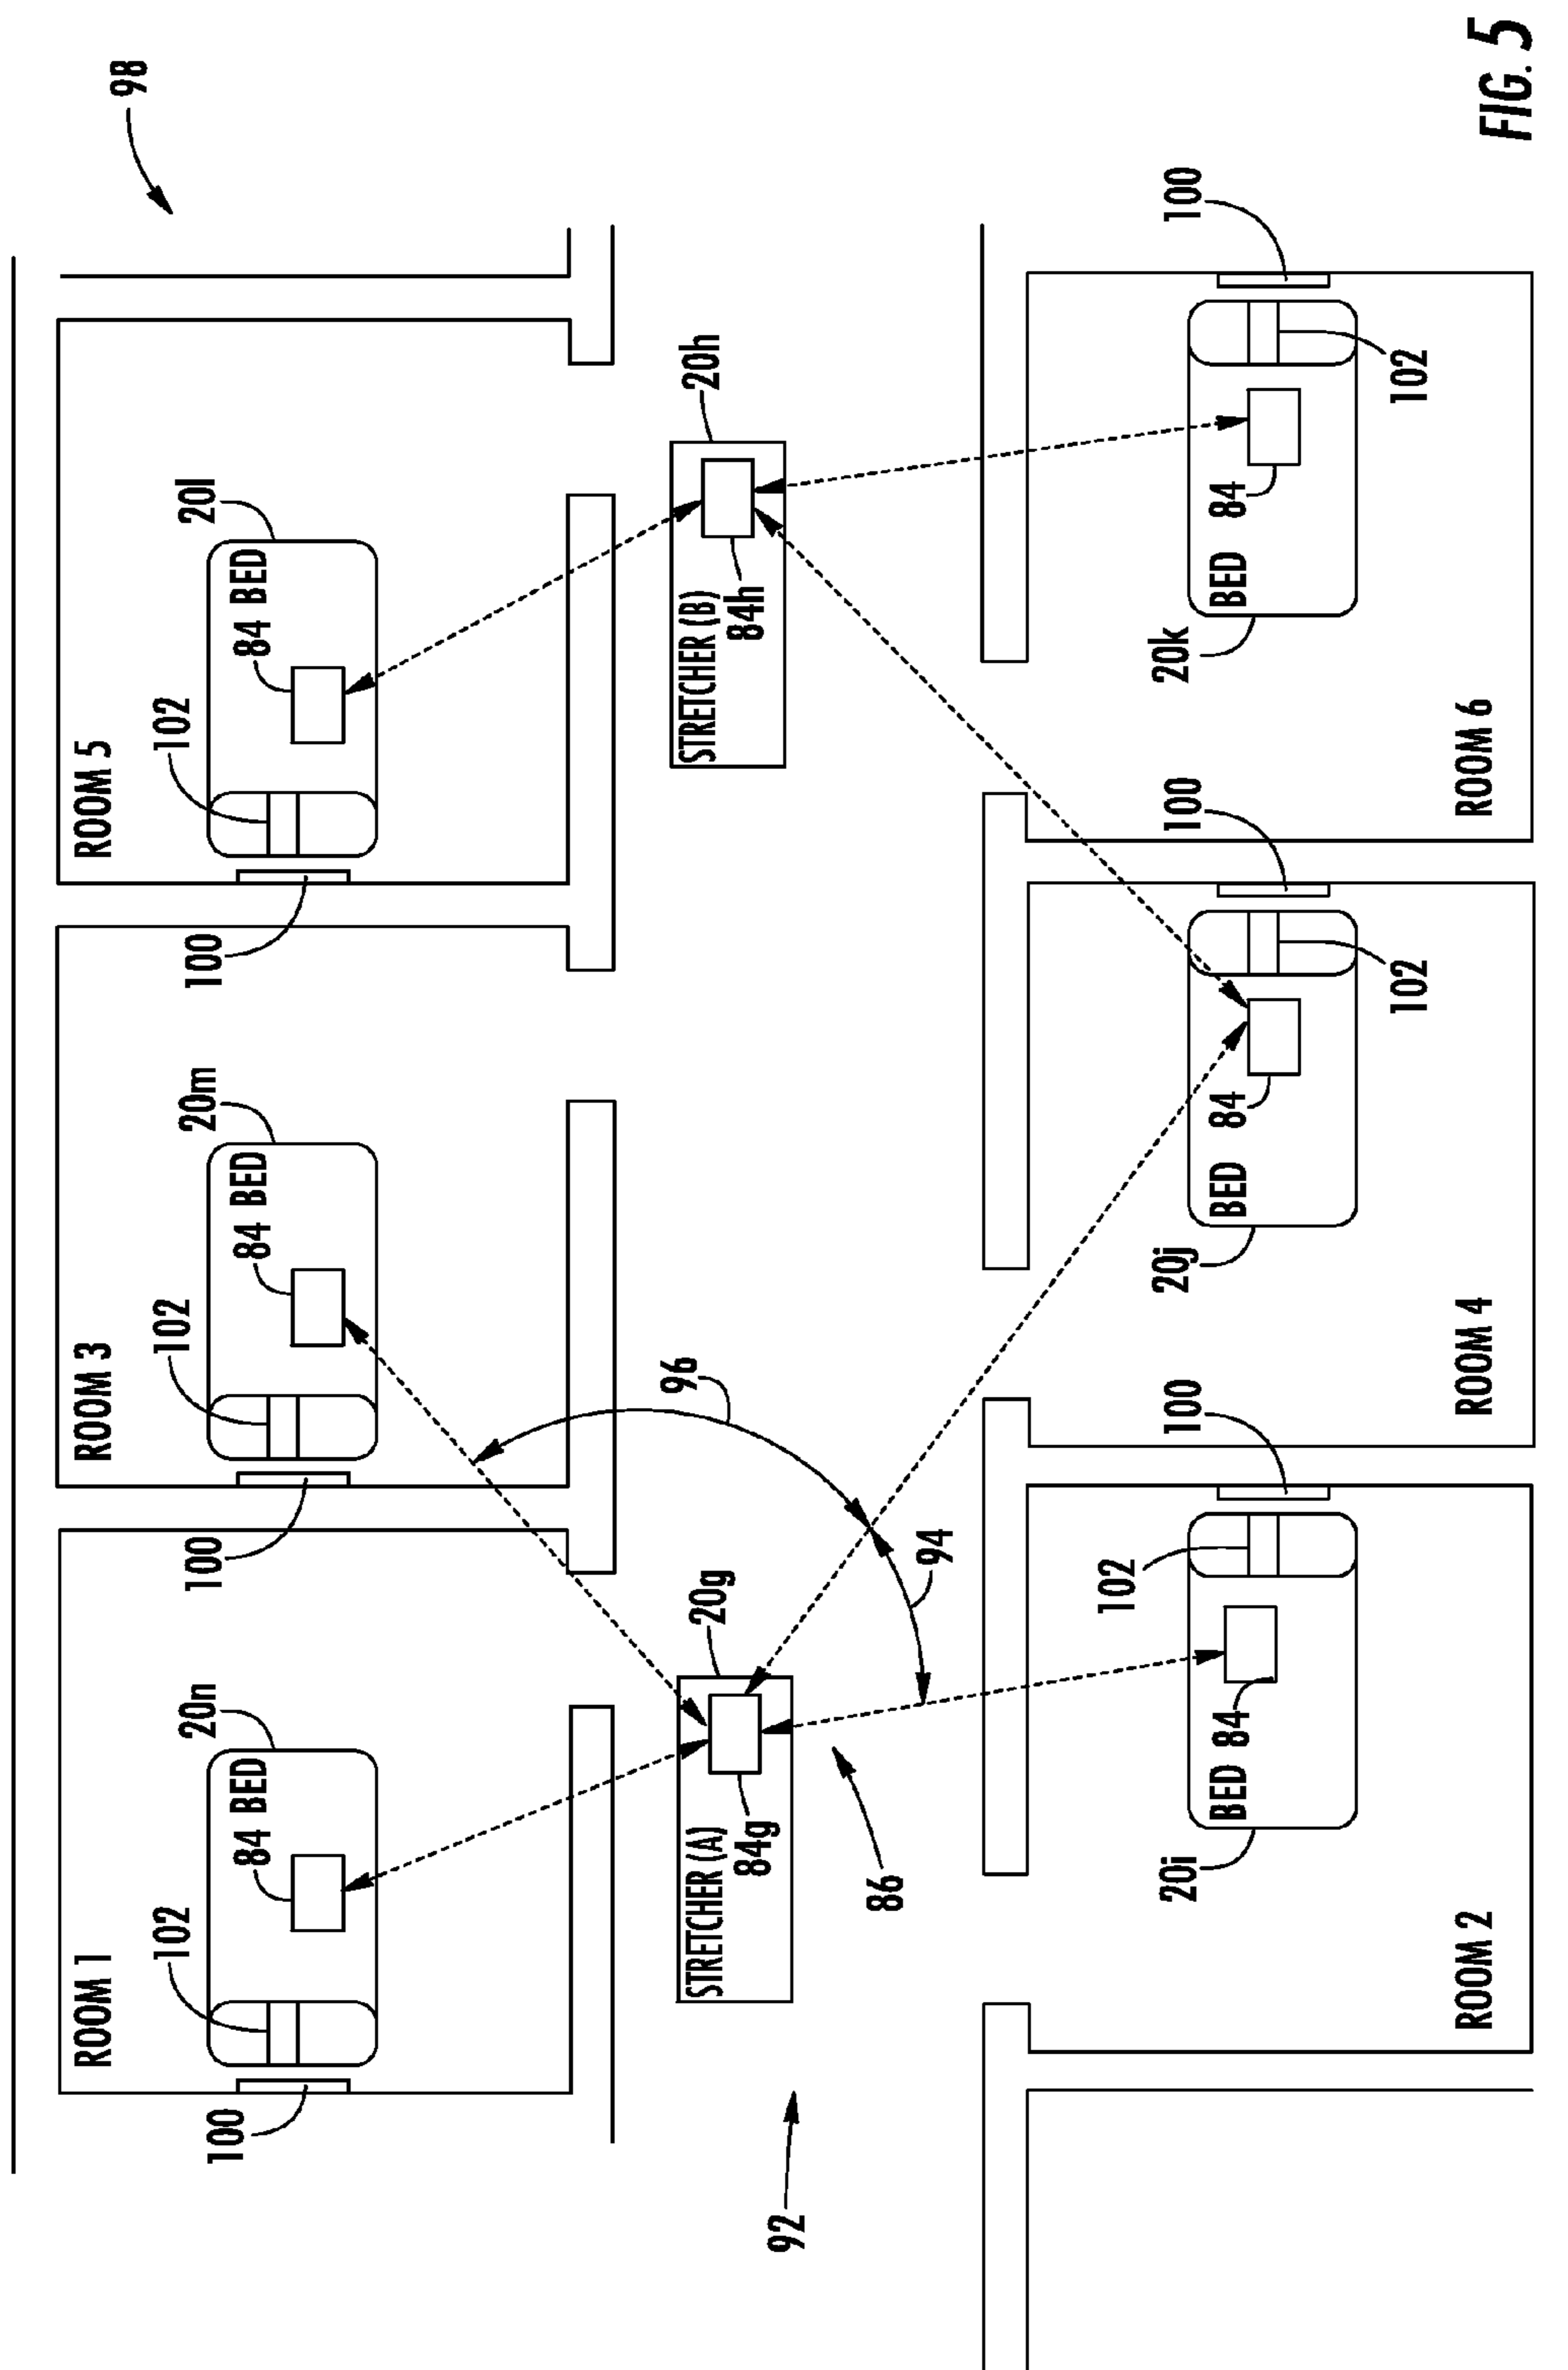 98
ROOM 1
100
102
84 BED
20n
ROOM 3
100
102
84 BED
20m
ROOM 5
100
102
84 BED
20l
92
STRETCHER (A)
84g
20g
86
94
96
STRETCHER (B)
84h
20h
ROOM 2
20i
BED 84
102
100
ROOM 4
20j
BED 84
102
100
ROOM 6
20k
BED 84
102
100
FIG. 5